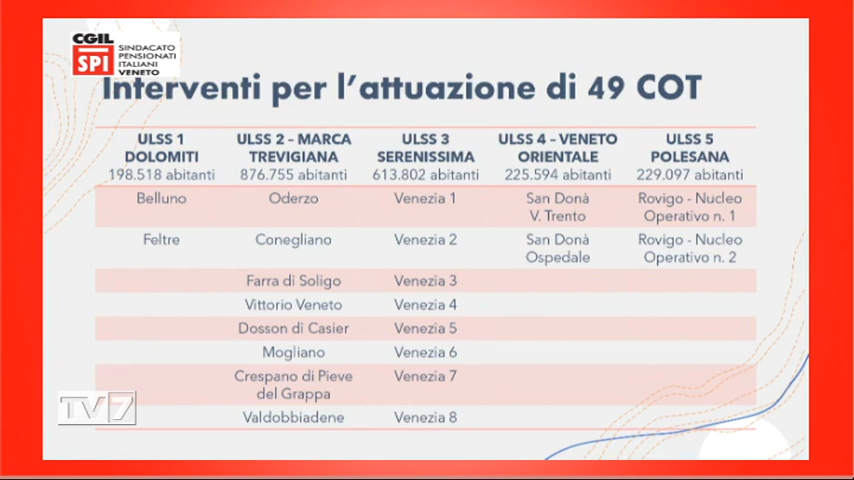 CGIL
SPI
SINDACATO
PENSIONATI
ITALIANI
VENETO
Interventi per l'attuazione di 49 COT
ULSS 1 ULSS 2 – MARCA ULSS 3 ULSS 4 – VENETO ULSS 5
DOLOMITI TREVIGIANA SERENISSIMA ORIENTALE POLESANA
198.518 abitanti 876.755 abitanti 613.802 abitanti 225.594 abitanti 229.097 abitanti
Belluno Oderzo Venezia 1 San Donà Rovigo - Nucleo
V. Trento Operativo n. 1
Feltre Conegliano Venezia 2 San Donà Rovigo - Nucleo
Ospedale Operativo n. 2
Farra di Soligo Venezia 3
Vittorio Veneto Venezia 4
Dosson di Casier Venezia 5
Mogliano Venezia 6
Crespano di Pieve Venezia 7
del Grappa
Valdobbiadene Venezia 8
TV7